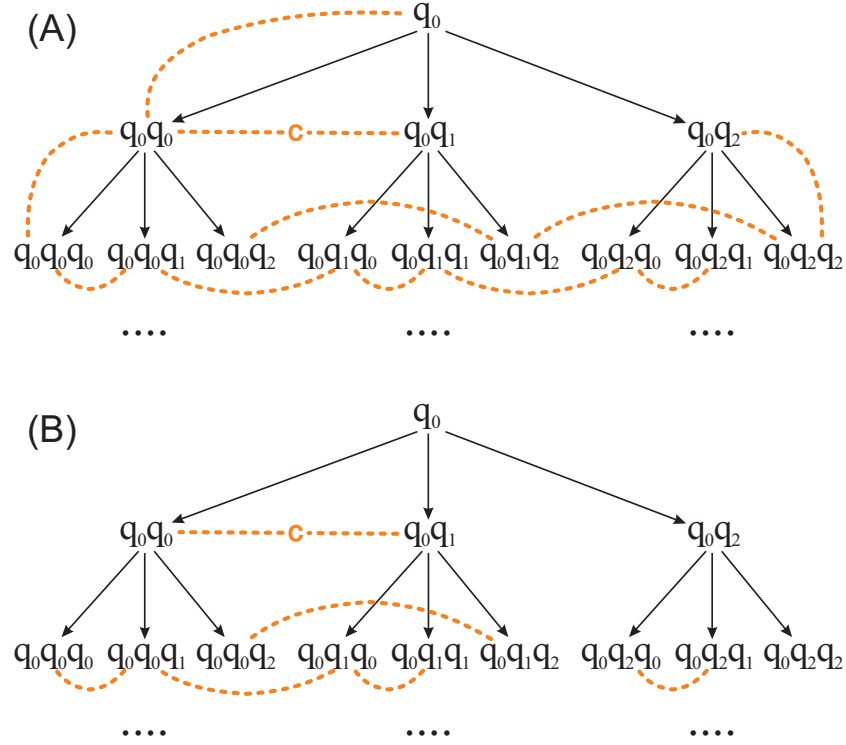 (A)
q₀
q₀q₀ c q₀q₁ q₀q₂
q₀q₀q₀ q₀q₀q₁ q₀q₀q₂ q₀q₁q₀ q₀q₁q₁ q₀q₁q₂ q₀q₂q₀ q₀q₂q₁ q₀q₂q₂
.... .... ....
(B)
q₀
q₀q₀ c q₀q₁ q₀q₂
q₀q₀q₀ q₀q₀q₁ q₀q₀q₂ q₀q₁q₀ q₀q₁q₁ q₀q₁q₂ q₀q₂q₀ q₀q₂q₁ q₀q₂q₂
.... .... ....